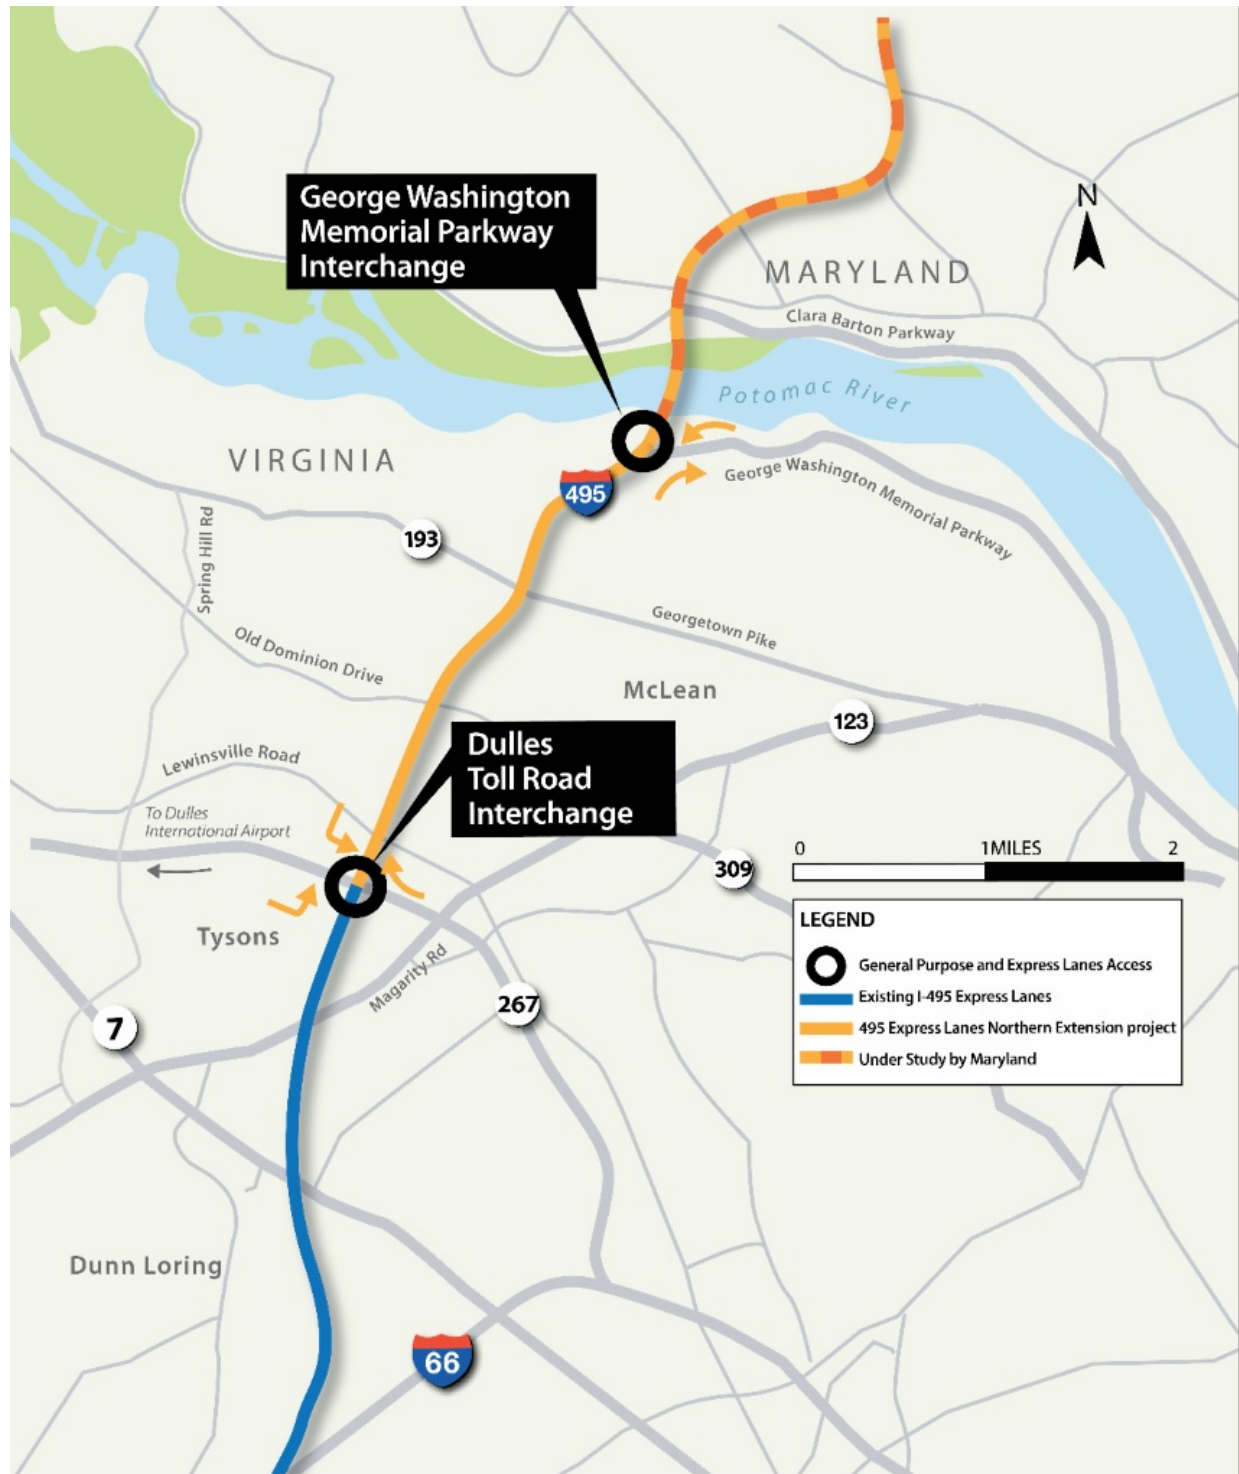 George Washington
Memorial Parkway
Interchange
N
MARYLAND
Clara Barton Parkway
Potomac River
VIRGINIA
495
George Washington Memorial Parkway
193
Spring Hill Rd
Georgetown Pike
Old Dominion Drive
McLean
123
Dulles
Toll Road
Interchange
Lewinsville Road
To Dulles
International Airport
0 1MILES 2
309
LEGEND
General Purpose and Express Lanes Access
Existing I-495 Express Lanes
495 Express Lanes Northern Extension project
Under Study by Maryland
Tysons
Magarity Rd
267
7
Dunn Loring
66